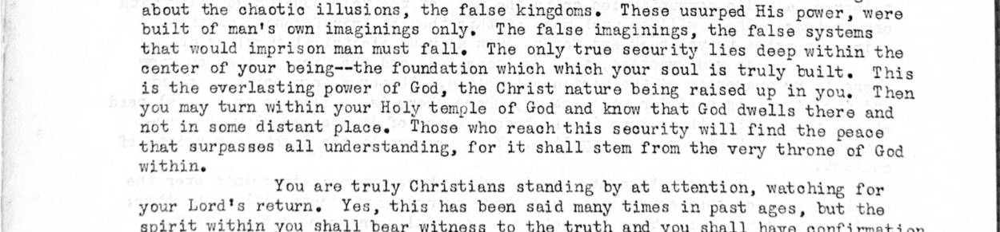 about the chaotic illusions, the false kingdoms. These usurped His power, were
built of man's own imaginings only. The false imaginings, the false systems
that would imprison man must fall. The only true security lies deep within the
center of your being--the foundation which which your soul is truly built. This
is the everlasting power of God, the Christ nature being raised up in you. Then
you may turn within your Holy temple of God and know that God dwells there and
not in some distant place. Those who reach this security will find the peace
that surpasses all understanding, for it shall stem from the very throne of God
within.
You are truly Christians standing by at attention, watching for
your Lord's return. Yes, this has been said many times in past ages, but the
spirit within you shall bear witness to the truth and you shall have confirmation